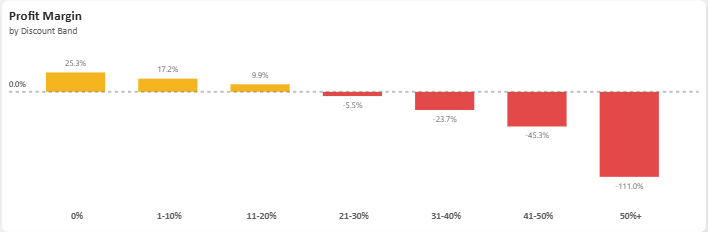 Profit Margin
by Discount Band
25.3%
17.2%
9.9%
0.0%
-5.5%
-23.7%
-45.3%
-111.0%
0% 1-10% 11-20% 21-30% 31-40% 41-50% 50%+